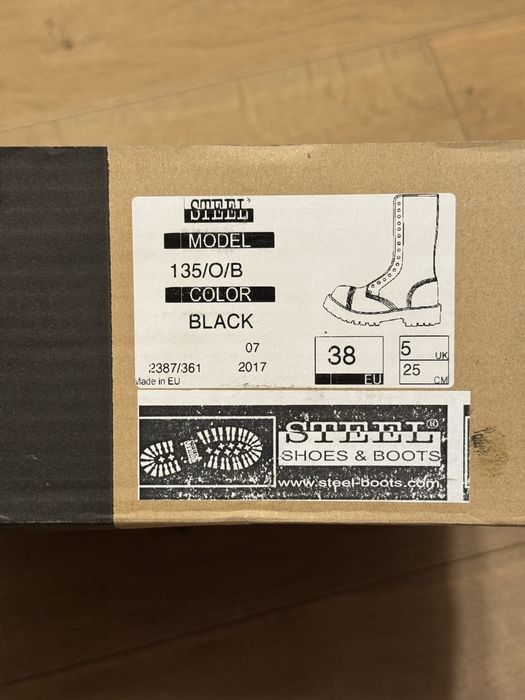 STEEL®
MODEL
135/O/B
COLOR
BLACK
07
2387/361 2017
Made in EU
38 EU
5 UK
25 CM
STEEL®
SHOES & BOOTS
www.steel-boots.com